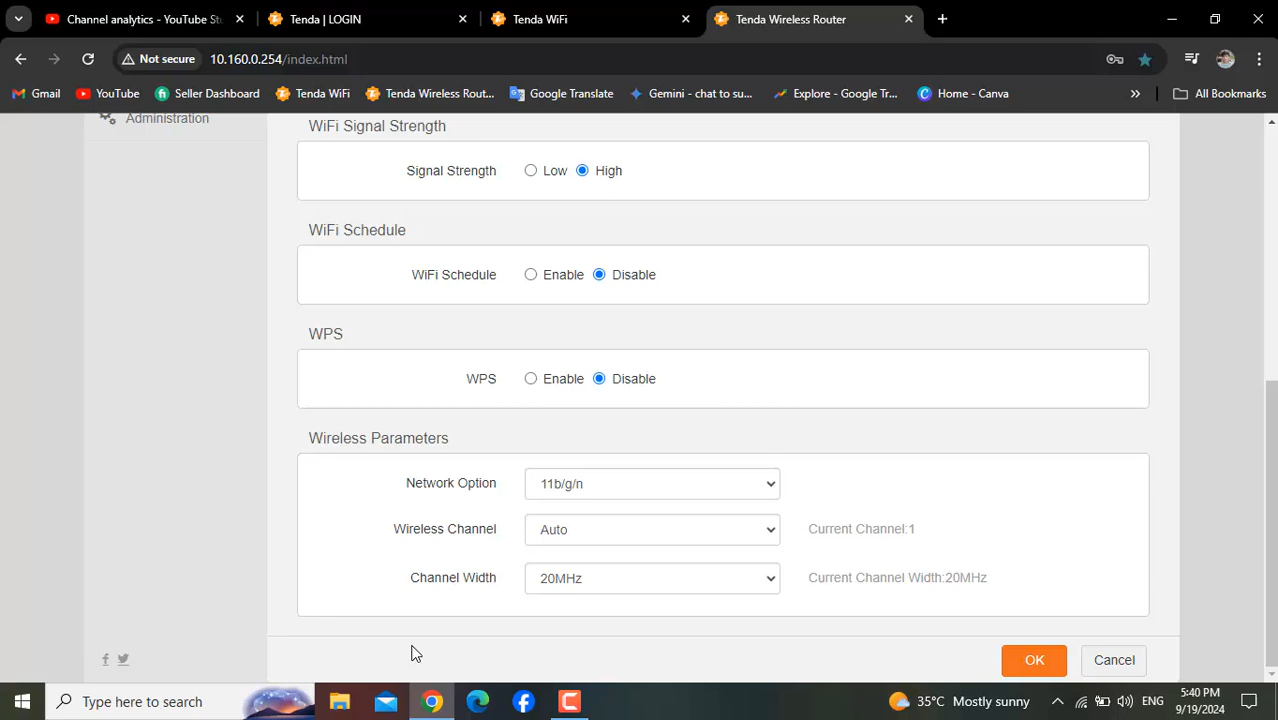 Channel analytics - YouTube St
Tenda | LOGIN
Tenda WiFi
Tenda Wireless Router
Not secure
10.160.0.254/index.html
Gmail
YouTube
Seller Dashboard
Tenda WiFi
Tenda Wireless Rout...
Google Translate
Gemini - chat to su...
Explore - Google Tr...
Home - Canva
All Bookmarks
Administration
WiFi Signal Strength
Signal Strength Low High
WiFi Schedule
WiFi Schedule Enable Disable
WPS
WPS Enable Disable
Wireless Parameters
Network Option 11b/g/n
Wireless Channel Auto Current Channel:1
Channel Width 20MHz Current Channel Width:20MHz
OK Cancel
Type here to search
35°C Mostly sunny
ENG
5:40 PM
9/19/2024